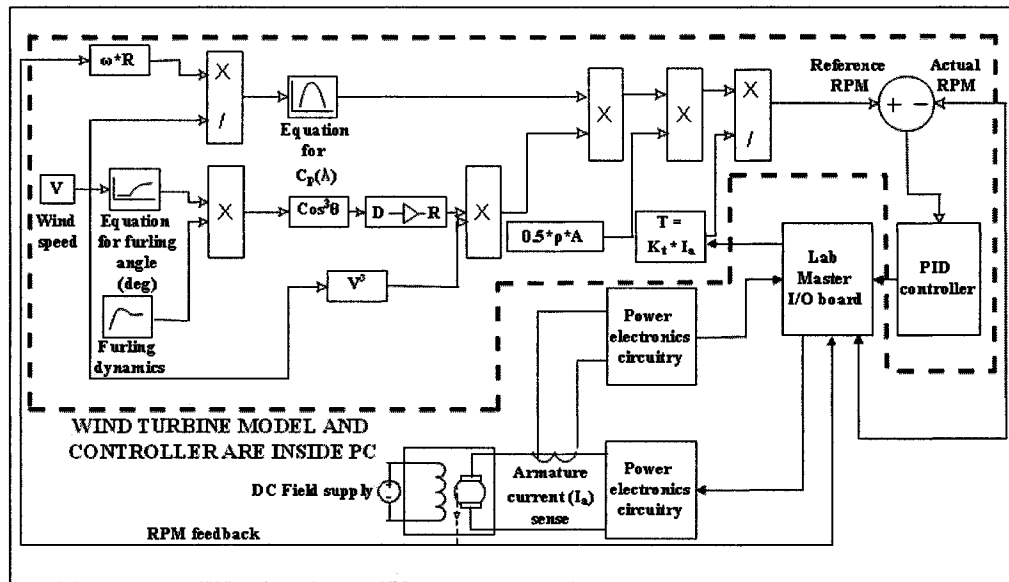 ω*R
X
/
Equation
for
Cp(λ)
X
X
X
/
Reference
RPM
Actual
RPM
+ -
V
Wind
speed
Equation
for furling
angle
(deg)
X
Cos³θ
D R
X
0.5*ρ*A
T =
Kt * Ia
Lab
Master
I/O board
PID
controller
V³
Furling
dynamics
Power
electronics
circuitry
WIND TURBINE MODEL AND
CONTROLLER ARE INSIDE PC
DC Field supply
Armature
current (Ia)
sense
Power
electronics
circuitry
RPM feedback